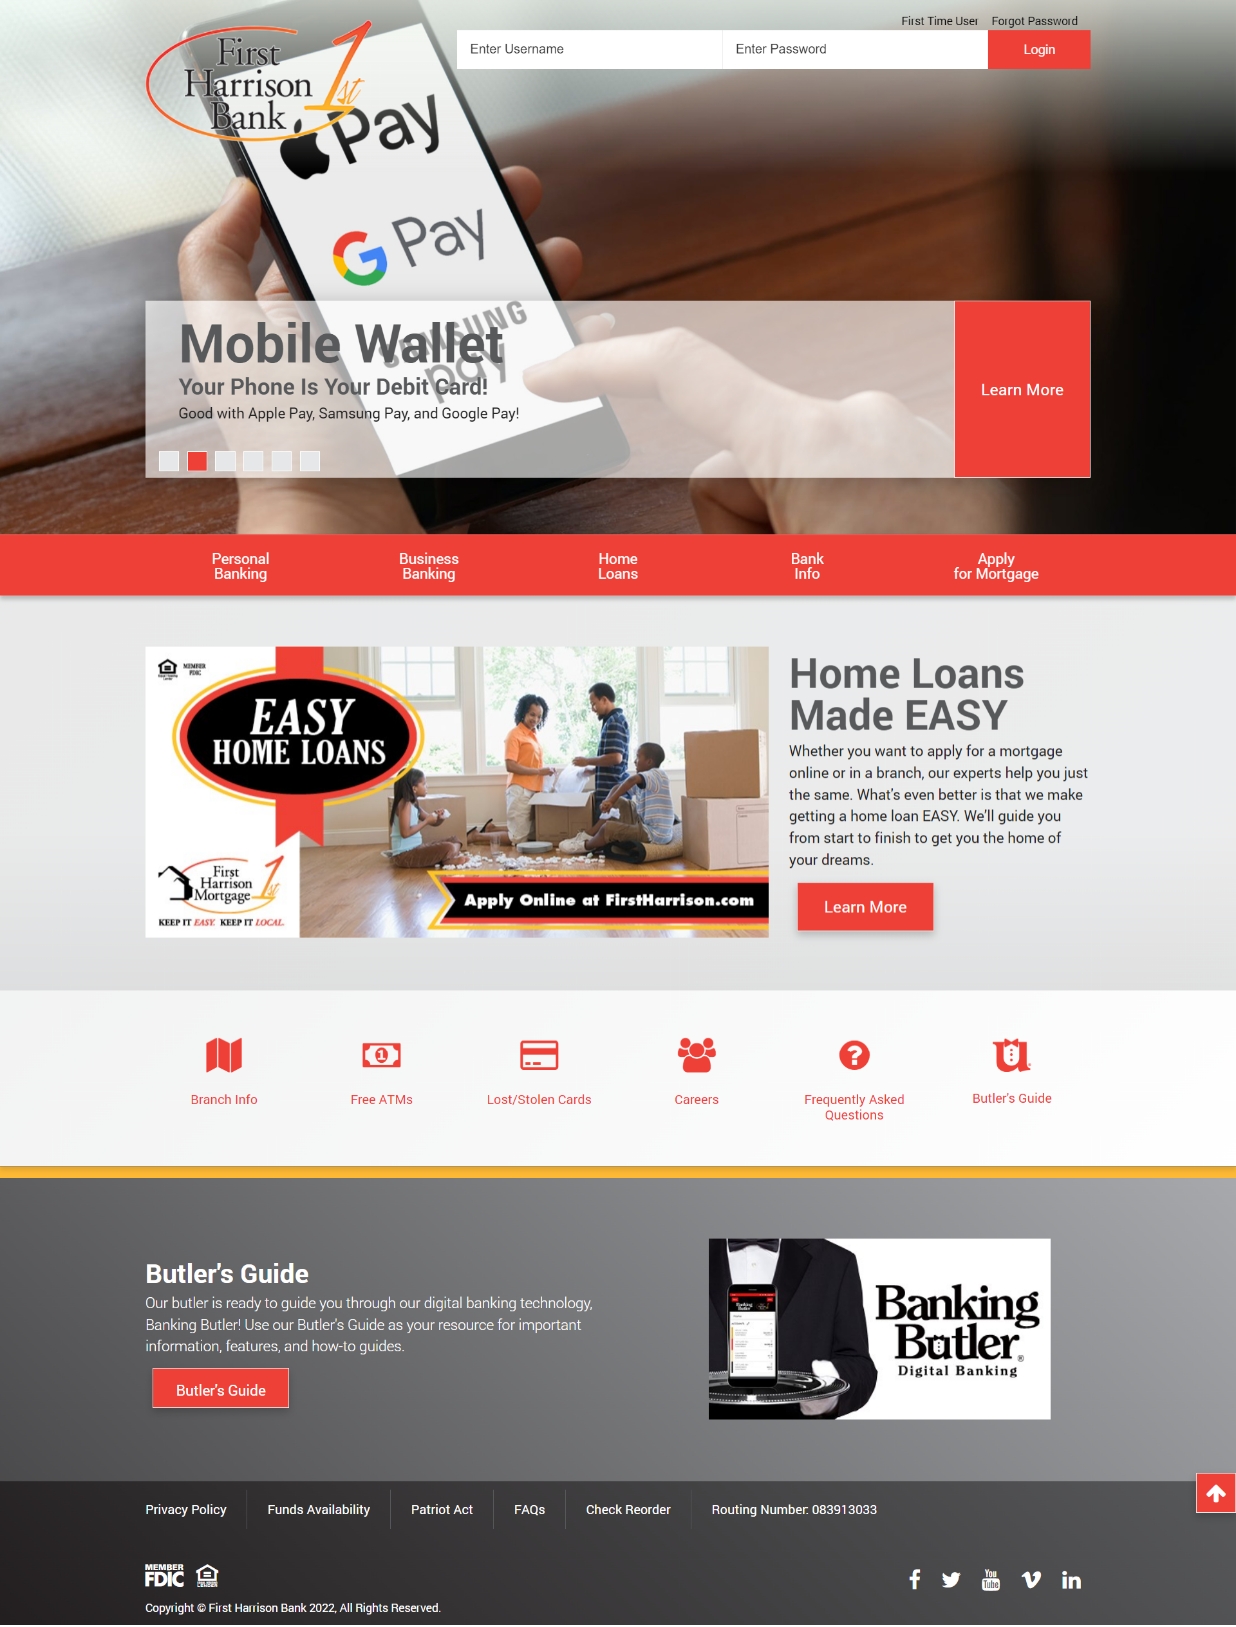 First Time User Forgot Password
Enter Username Enter Password Login
First
Harrison
Bank
1st
Pay
G Pay
SAMSUNG
pay
Mobile Wallet
Your Phone Is Your Debit Card!
Good with Apple Pay, Samsung Pay, and Google Pay!
Learn More
Personal
Banking
Business
Banking
Home
Loans
Bank
Info
Apply
for Mortgage
MEMBER
FDIC
EASY
HOME LOANS
First
Harrison
Mortgage
1st
KEEP IT EASY. KEEP IT LOCAL.
Apply Online at FirstHarrison.com
Home Loans
Made EASY
Whether you want to apply for a mortgage
online or in a branch, our experts help you just
the same. What's even better is that we make
getting a home loan EASY. We'll guide you
from start to finish to get you the home of
your dreams.
Learn More
Branch Info
Free ATMs
Lost/Stolen Cards
Careers
Frequently Asked
Questions
Butler's Guide
Butler's Guide
Our butler is ready to guide you through our digital banking technology,
Banking Butler! Use our Butler's Guide as your resource for important
information, features, and how-to guides.
Butler's Guide
Banking
Butler®
Digital Banking
Privacy Policy Funds Availability Patriot Act FAQs Check Reorder Routing Number: 083913033
MEMBER
FDIC
You
Tube
Copyright © First Harrison Bank 2022, All Rights Reserved.